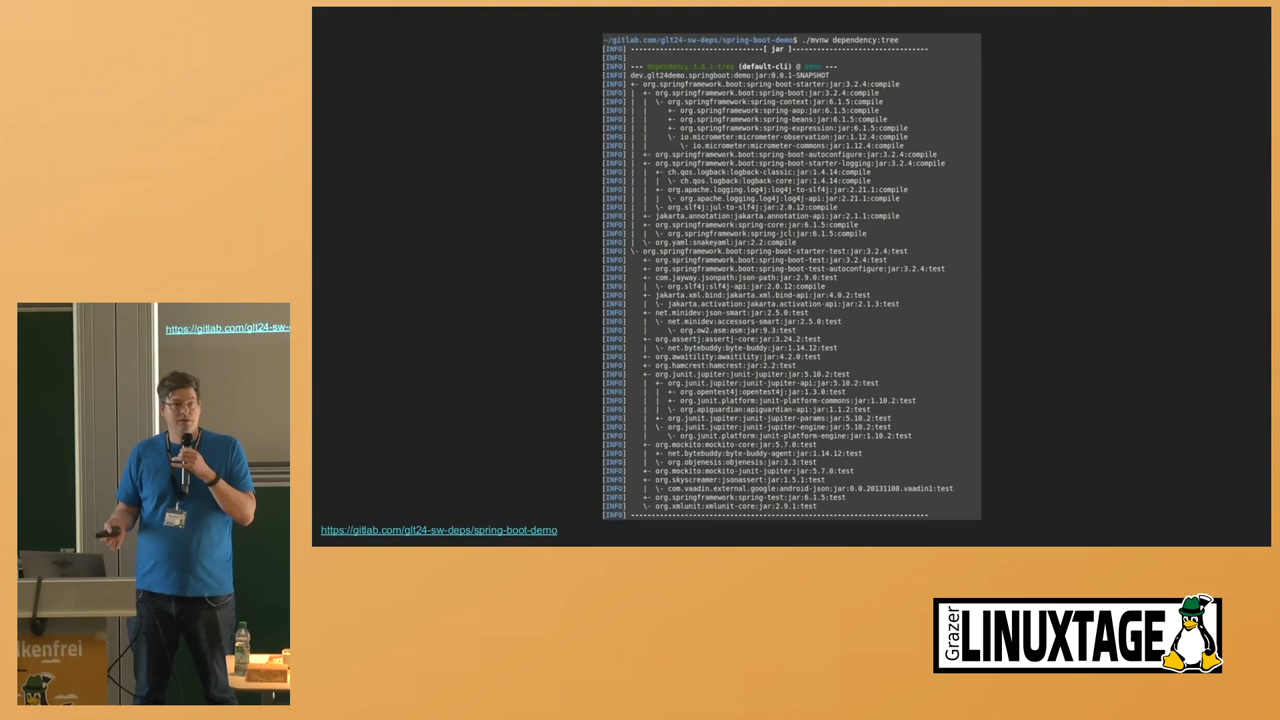 ~/gitlab.com/glt24-sw-deps/spring-boot-demo$ ./mvnw dependency:tree
[INFO] --------------------------------[ jar ]---------------------------------
[INFO]
[INFO] --- dependency:3.6.1:tree (default-cli) @ demo ---
[INFO] dev.glt24demo.springboot:demo:jar:0.0.1-SNAPSHOT
[INFO] +- org.springframework.boot:spring-boot-starter:jar:3.2.4:compile
[INFO] |  +- org.springframework.boot:spring-boot:jar:3.2.4:compile
[INFO] |  |  \- org.springframework:spring-context:jar:6.1.5:compile
[INFO] |  |     +- org.springframework:spring-aop:jar:6.1.5:compile
[INFO] |  |     +- org.springframework:spring-beans:jar:6.1.5:compile
[INFO] |  |     +- org.springframework:spring-expression:jar:6.1.5:compile
[INFO] |  |     \- io.micrometer:micrometer-observation:jar:1.12.4:compile
[INFO] |  |        \- io.micrometer:micrometer-commons:jar:1.12.4:compile
[INFO] |  +- org.springframework.boot:spring-boot-autoconfigure:jar:3.2.4:compile
[INFO] |  +- org.springframework.boot:spring-boot-starter-logging:jar:3.2.4:compile
[INFO] |  |  +- ch.qos.logback:logback-classic:jar:1.4.14:compile
[INFO] |  |  |  \- ch.qos.logback:logback-core:jar:1.4.14:compile
[INFO] |  |  +- org.apache.logging.log4j:log4j-to-slf4j:jar:2.21.1:compile
[INFO] |  |  |  \- org.apache.logging.log4j:log4j-api:jar:2.21.1:compile
[INFO] |  |  \- org.slf4j:jul-to-slf4j:jar:2.0.12:compile
[INFO] |  +- jakarta.annotation:jakarta.annotation-api:jar:2.1.1:compile
[INFO] |  +- org.springframework:spring-core:jar:6.1.5:compile
[INFO] |  |  \- org.springframework:spring-jcl:jar:6.1.5:compile
[INFO] |  \- org.yaml:snakeyaml:jar:2.2:compile
[INFO] \- org.springframework.boot:spring-boot-starter-test:jar:3.2.4:test
[INFO]    +- org.springframework.boot:spring-boot-test:jar:3.2.4:test
[INFO]    +- org.springframework.boot:spring-boot-test-autoconfigure:jar:3.2.4:test
[INFO]    +- com.jayway.jsonpath:json-path:jar:2.9.0:test
[INFO]    |  \- org.slf4j:slf4j-api:jar:2.0.12:compile
[INFO]    +- jakarta.xml.bind:jakarta.xml.bind-api:jar:4.0.2:test
[INFO]    |  \- jakarta.activation:jakarta.activation-api:jar:2.1.3:test
[INFO]    +- net.minidev:json-smart:jar:2.5.0:test
[INFO]    |  \- net.minidev:accessors-smart:jar:2.5.0:test
[INFO]    |     \- org.ow2.asm:asm:jar:9.3:test
[INFO]    +- org.assertj:assertj-core:jar:3.24.2:test
[INFO]    |  \- net.bytebuddy:byte-buddy:jar:1.14.12:test
[INFO]    +- org.awaitility:awaitility:jar:4.2.0:test
[INFO]    +- org.hamcrest:hamcrest:jar:2.2:test
[INFO]    +- org.junit.jupiter:junit-jupiter:jar:5.10.2:test
[INFO]    |  +- org.junit.jupiter:junit-jupiter-api:jar:5.10.2:test
[INFO]    |  |  +- org.opentest4j:opentest4j:jar:1.3.0:test
[INFO]    |  |  +- org.junit.platform:junit-platform-commons:jar:1.10.2:test
[INFO]    |  |  \- org.apiguardian:apiguardian-api:jar:1.1.2:test
[INFO]    |  +- org.junit.jupiter:junit-jupiter-params:jar:5.10.2:test
[INFO]    |  \- org.junit.jupiter:junit-jupiter-engine:jar:5.10.2:test
[INFO]    |     \- org.junit.platform:junit-platform-engine:jar:1.10.2:test
[INFO]    +- org.mockito:mockito-core:jar:5.7.0:test
[INFO]    |  +- net.bytebuddy:byte-buddy-agent:jar:1.14.12:test
[INFO]    |  \- org.objenesis:objenesis:jar:3.3:test
[INFO]    +- org.mockito:mockito-junit-jupiter:jar:5.7.0:test
[INFO]    +- org.skyscreamer:jsonassert:jar:1.5.1:test
[INFO]    |  \- com.vaadin.external.google:android-json:jar:0.0.20131108.vaadin1:test
[INFO]    +- org.springframework:spring-test:jar:6.1.5:test
[INFO]    \- org.xmlunit:xmlunit-core:jar:2.9.1:test
[INFO] ------------------------------------------------------------------------
https://gitlab.com/glt24-sw-deps/spring-boot-demo
https://gitlab.com/glt24-sw-
lkenfrei
Grazer
LINUXTAGE